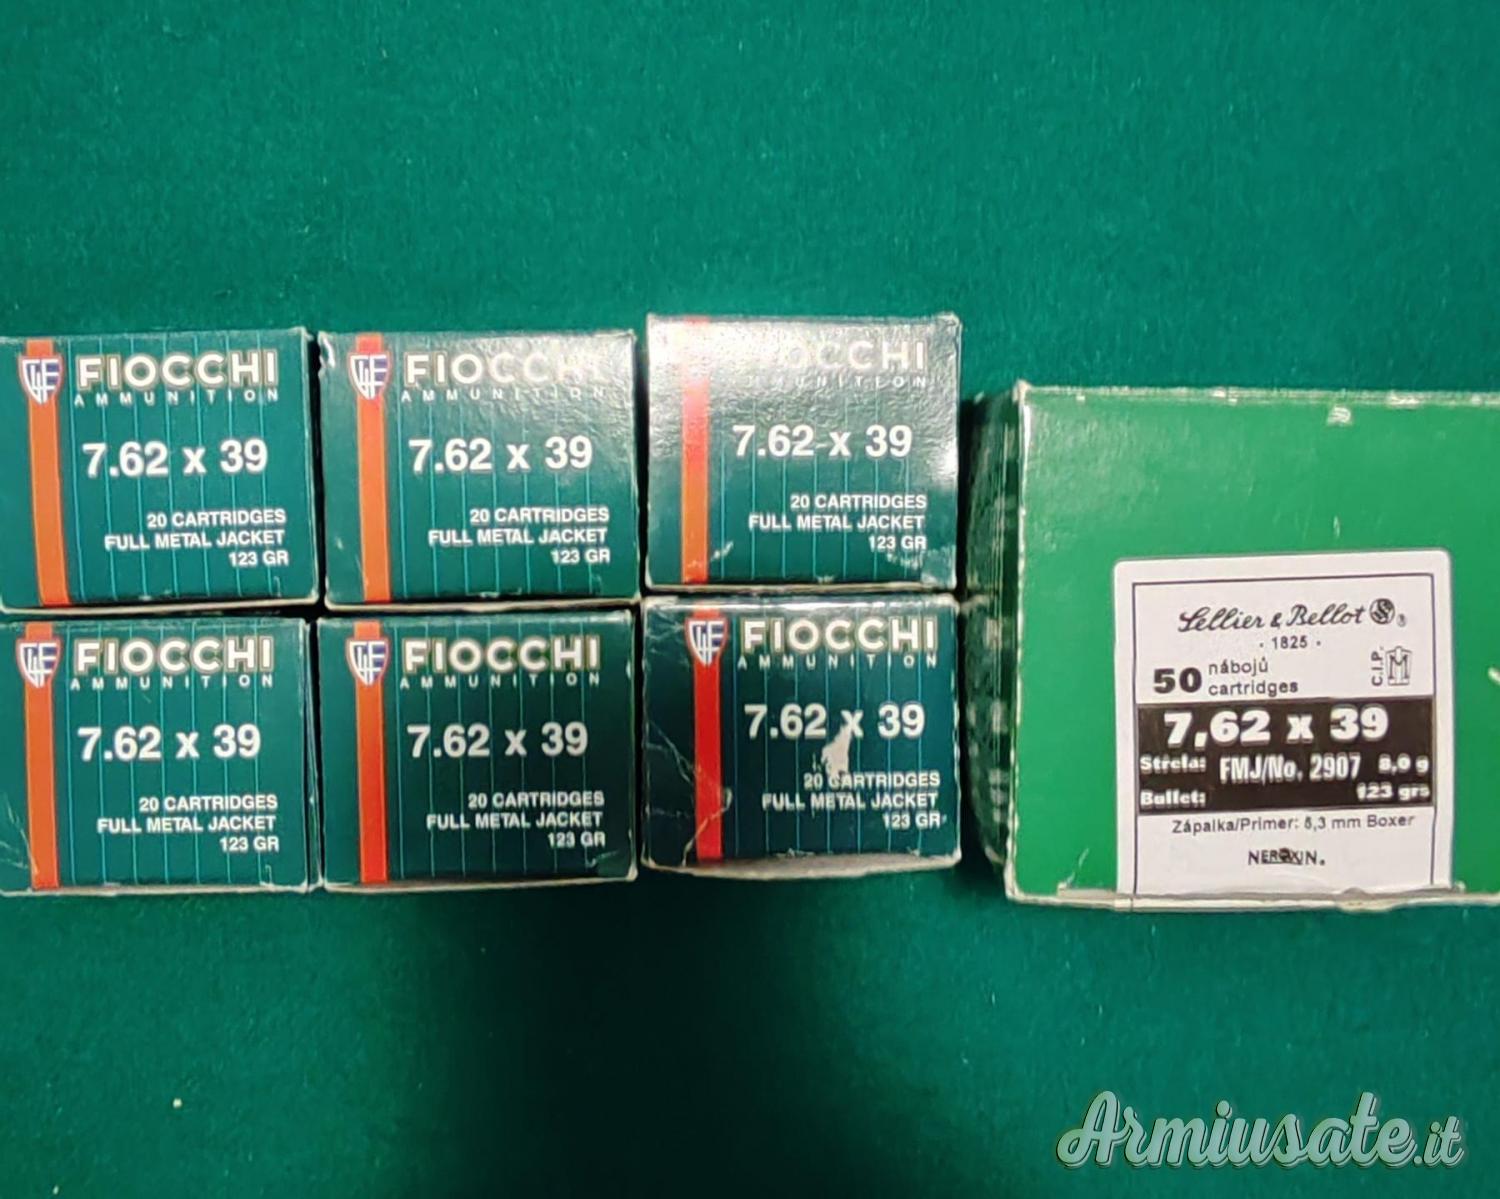 FIOCCHI
AMMUNITION
7.62 x 39
20 CARTRIDGES
FULL METAL JACKET
123 GR
FIOCCHI
AMMUNITION
7.62 x 39
20 CARTRIDGES
FULL METAL JACKET
123 GR
FIOCCHI
AMMUNITION
7.62 x 39
20 CARTRIDGES
FULL METAL JACKET
123 GR
FIOCCHI
AMMUNITION
7.62 x 39
20 CARTRIDGES
FULL METAL JACKET
123 GR
FIOCCHI
AMMUNITION
7.62 x 39
20 CARTRIDGES
FULL METAL JACKET
123 GR
FIOCCHI
AMMUNITION
7.62 x 39
20 CARTRIDGES
FULL METAL JACKET
123 GR
Sellier & Bellot ®
· 1825 ·
50 nábojů
cartridges
C.I.P.
7,62 x 39
Střela: FMJ/No. 2907 8,0 g
Bullet: 123 grs
Zápalka/Primer: 5,3 mm Boxer
NEROXIN.
Armiusate.it